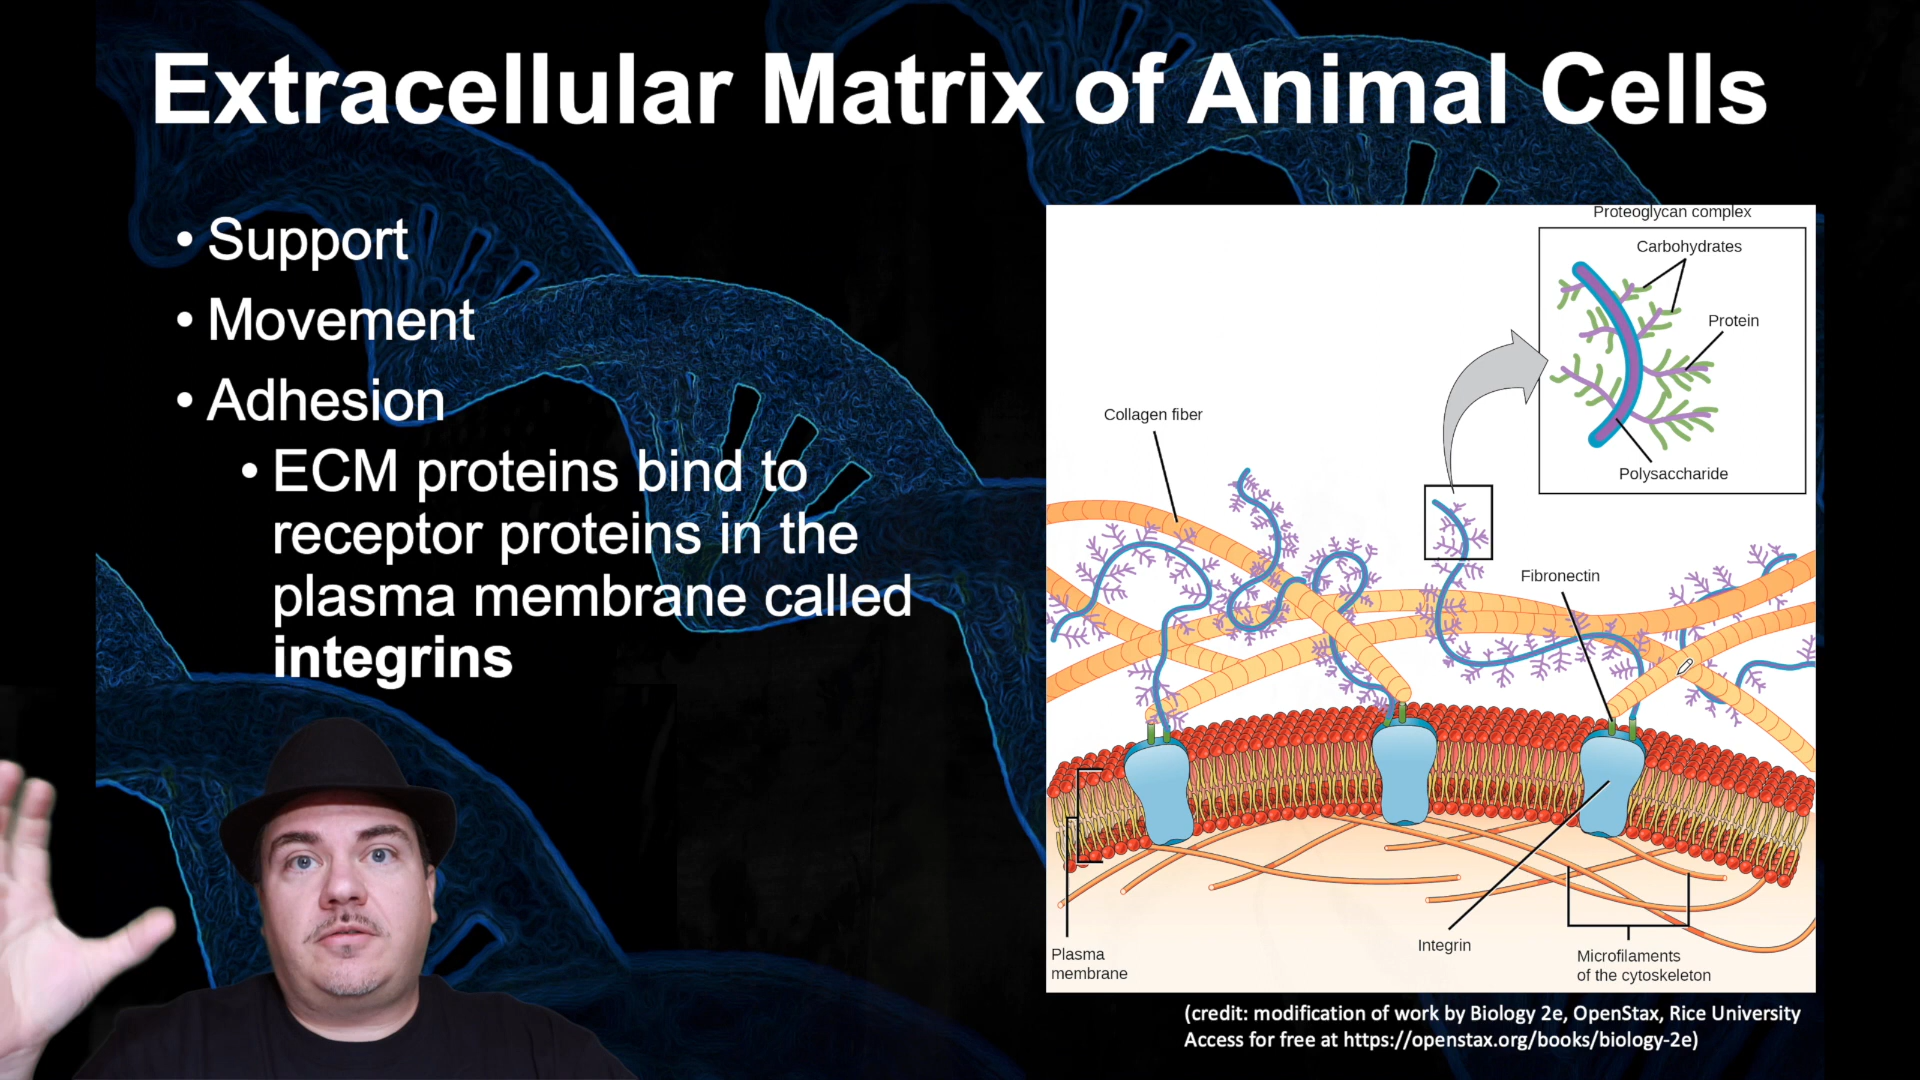 Extracellular Matrix of Animal Cells
• Support
• Movement
• Adhesion
• ECM proteins bind to
receptor proteins in the
plasma membrane called
integrins
Proteoglycan complex
Carbohydrates
Protein
Polysaccharide
Collagen fiber
Fibronectin
Integrin
Plasma
membrane
Microfilaments
of the cytoskeleton
(credit: modification of work by Biology 2e, OpenStax, Rice University
Access for free at https://openstax.org/books/biology-2e)